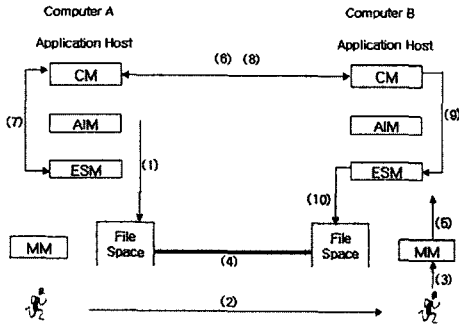 Computer A Computer B
Application Host Application Host
(6) (8)
CM CM
(7) AIM AIM (9)
(1)
ESM ESM
(10) (5)
File Space File Space
MM MM
(4)
(3)
(2)